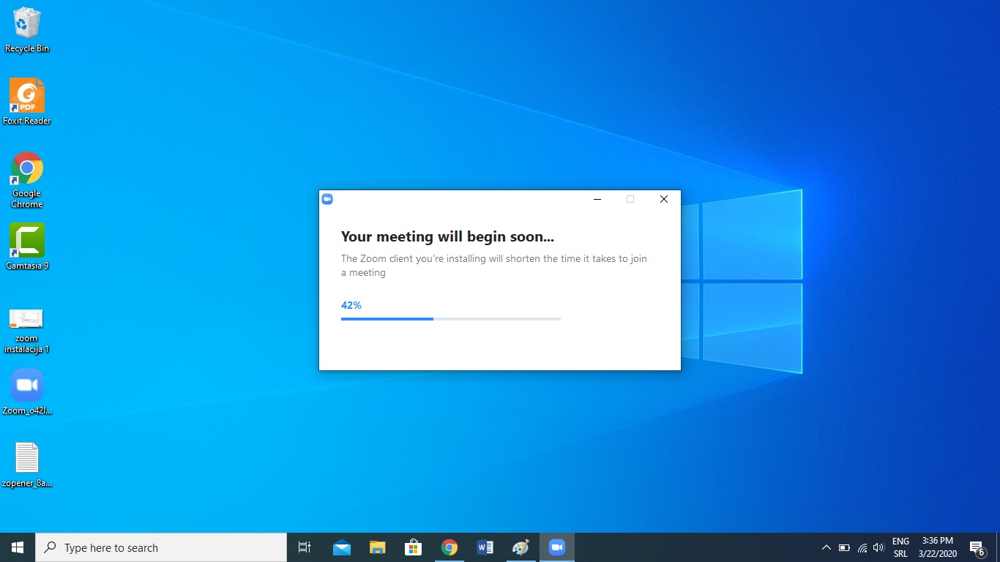 Recycle Bin
PDF
Foxit Reader
Google
Chrome
Camtasia 9
zoom
instalacija 1
Zoom_o42l...
zopener_8a...
Your meeting will begin soon...
The Zoom client you're installing will shorten the time it takes to join
a meeting
42%
Type here to search
W
ENG
SRL
3:36 PM
3/22/2020
6